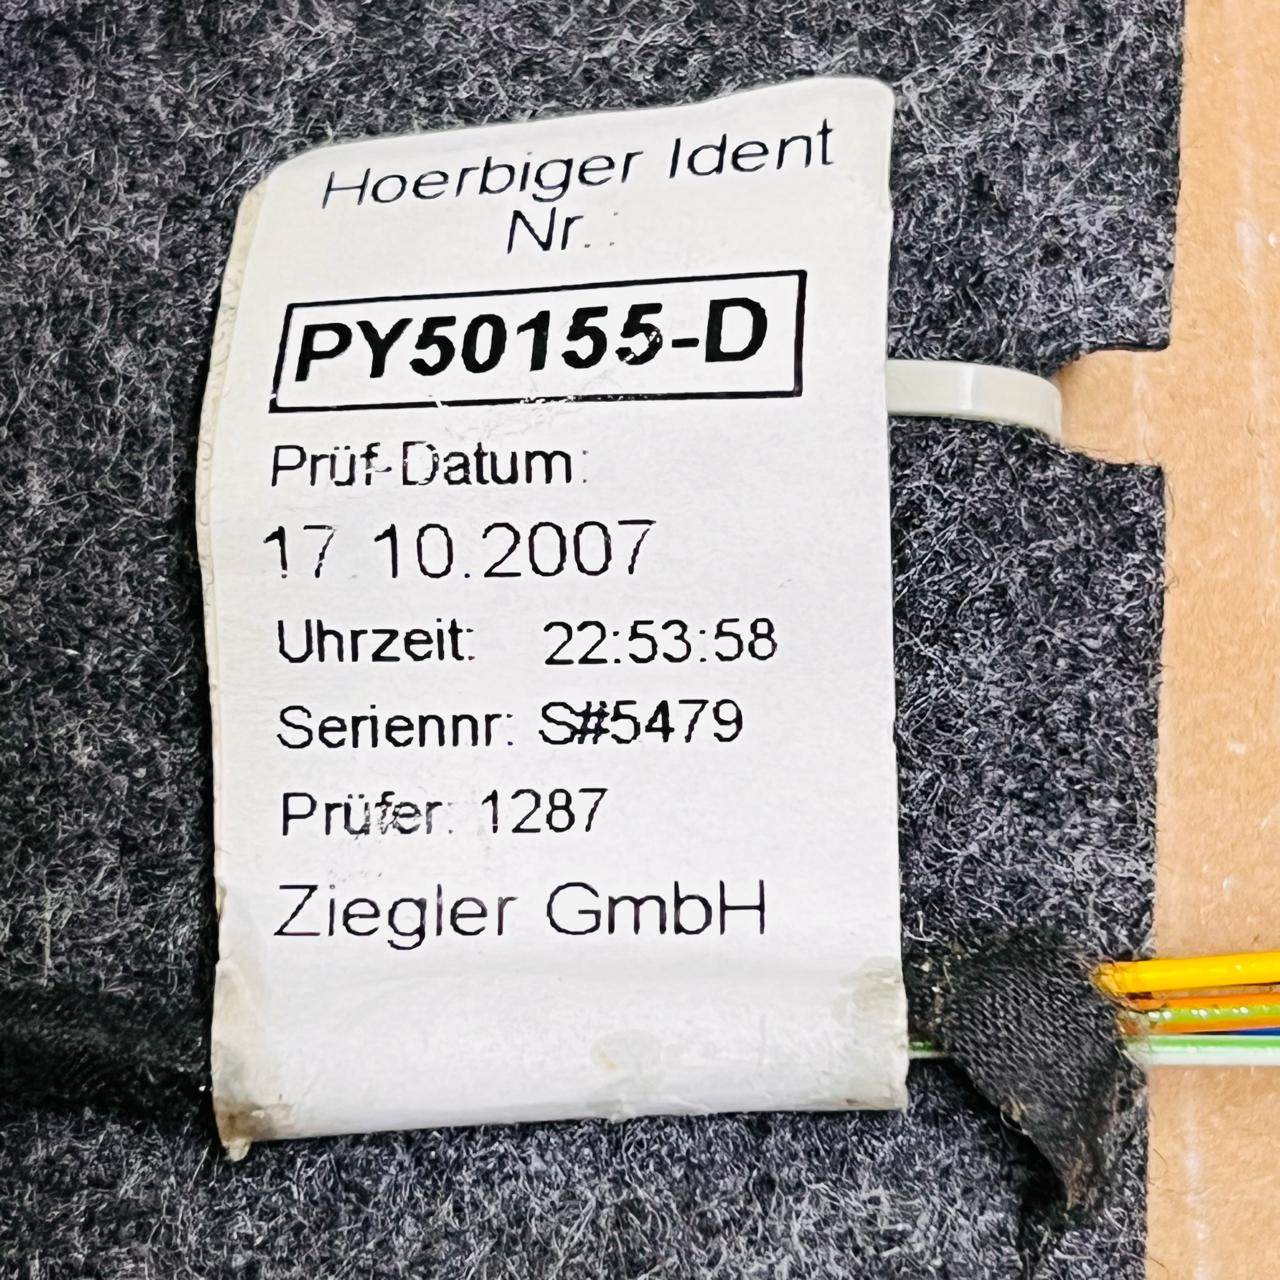 Hoerbiger Ident
Nr.:
PY50155-D
Prüf-Datum:
17.10.2007
Uhrzeit: 22:53:58
Seriennr: S#5479
Prüfer: 1287
Ziegler GmbH